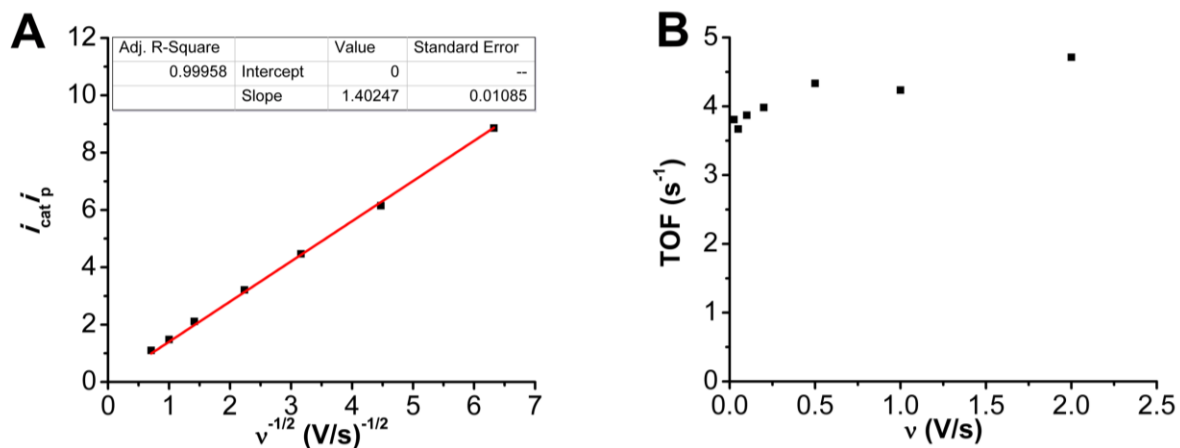 A
12
10
8
6
4
2
0
i_cat i_p
Adj. R-Square Value Standard Error
0.99958 Intercept 0 --
Slope 1.40247 0.01085
1 2 3 4 5 6 7
ν^-1/2 (V/s)^-1/2
B
5
4
3
2
1
0
TOF (s^-1)
0.0 0.5 1.0 1.5 2.0 2.5
ν (V/s)